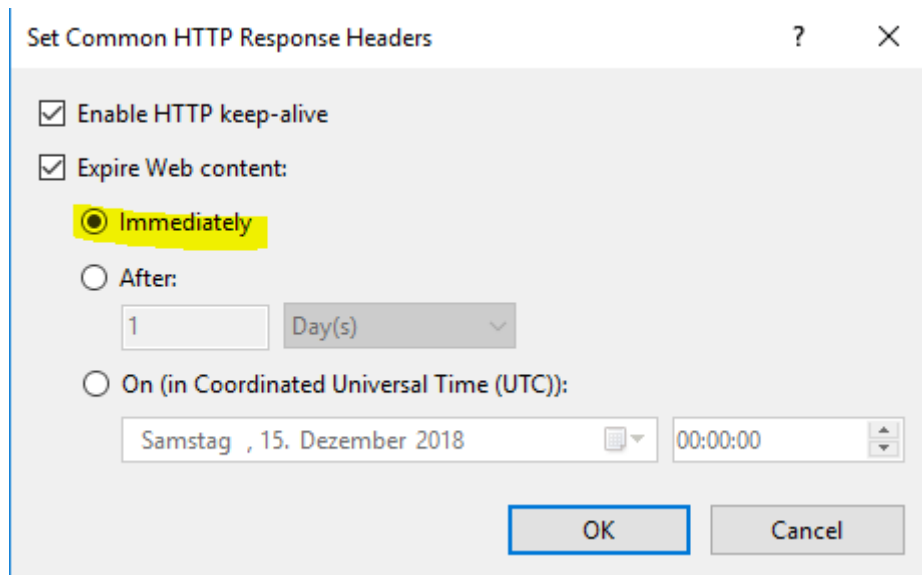 Set Common HTTP Response Headers ?
Enable HTTP keep-alive
Expire Web content:
Immediately
After:
1 Day(s)
On (in Coordinated Universal Time (UTC)):
Samstag , 15. Dezember 2018 00:00:00
OK Cancel